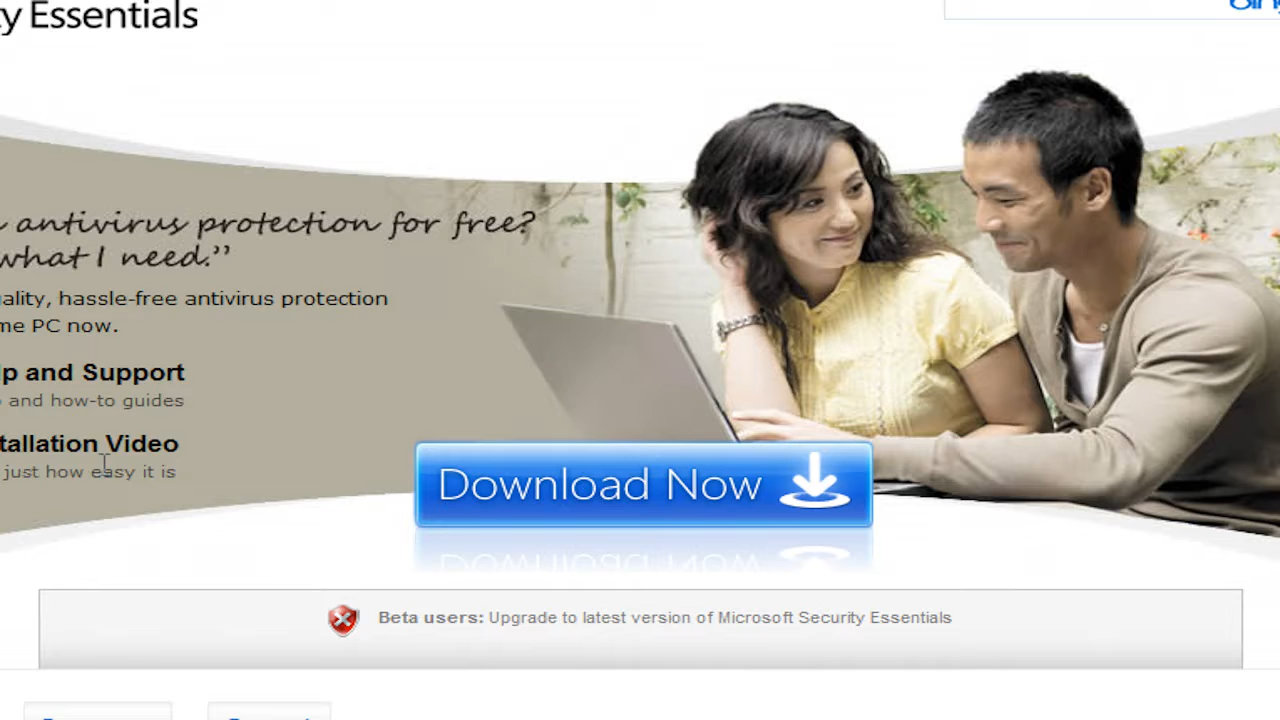 ty Essentials
antivirus protection for free?
what I need.”
ality, hassle-free antivirus protection
me PC now.
lp and Support
and how-to guides
tallation Video
just how easy it is
Download Now
Beta users: Upgrade to latest version of Microsoft Security Essentials